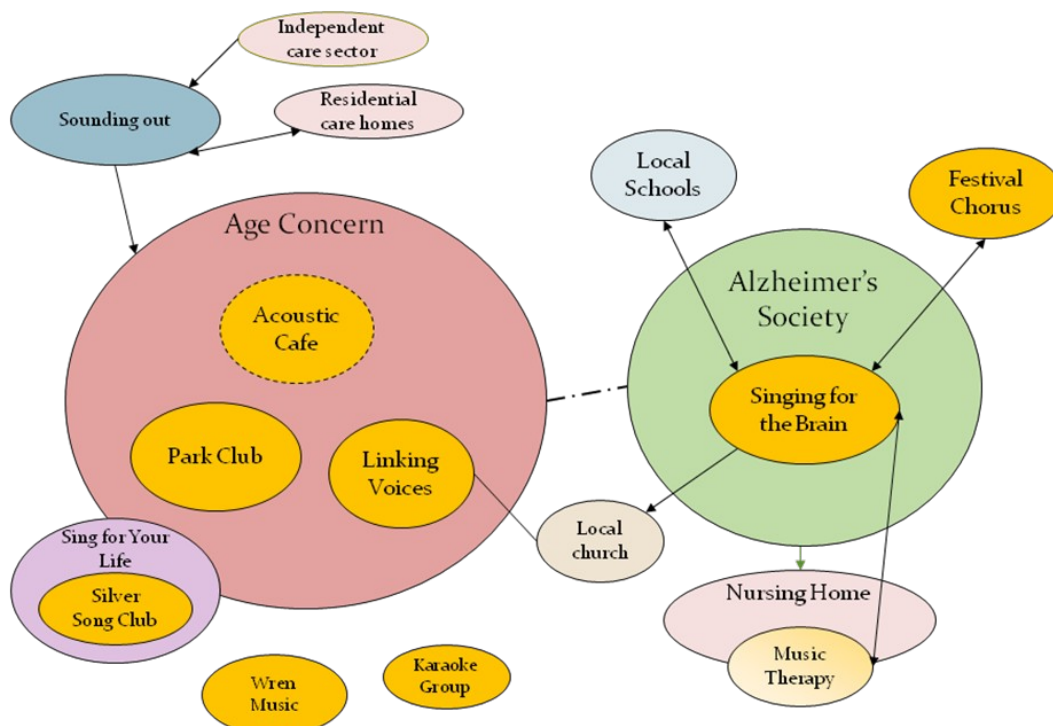 Independent
care sector
Sounding out
Residential
care homes
Local
Schools
Festival
Chorus
Age Concern
Alzheimer's
Society
Acoustic
Cafe
Singing for
the Brain
Park Club
Linking
Voices
Local
church
Sing for Your
Life
Silver
Song Club
Nursing Home
Music
Therapy
Wren
Music
Karaoke
Group